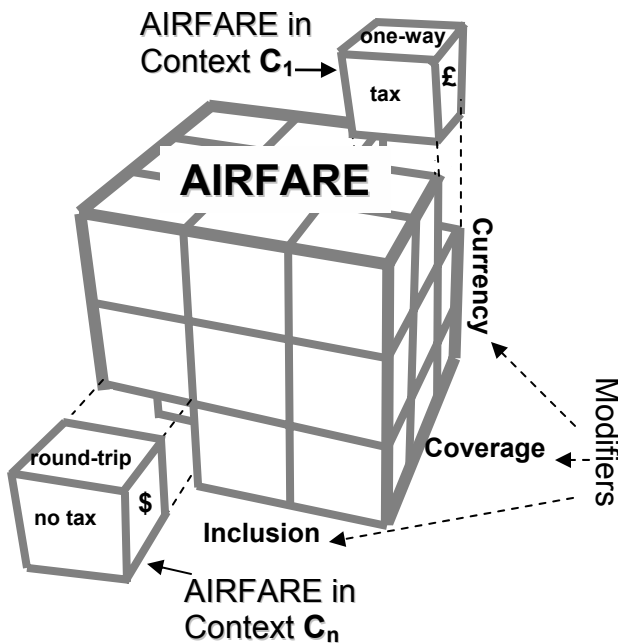 AIRFARE in
Context C1
one-way
tax
£
AIRFARE
Currency
Modifiers
Coverage
Inclusion
round-trip
no tax
$
AIRFARE in
Context Cn